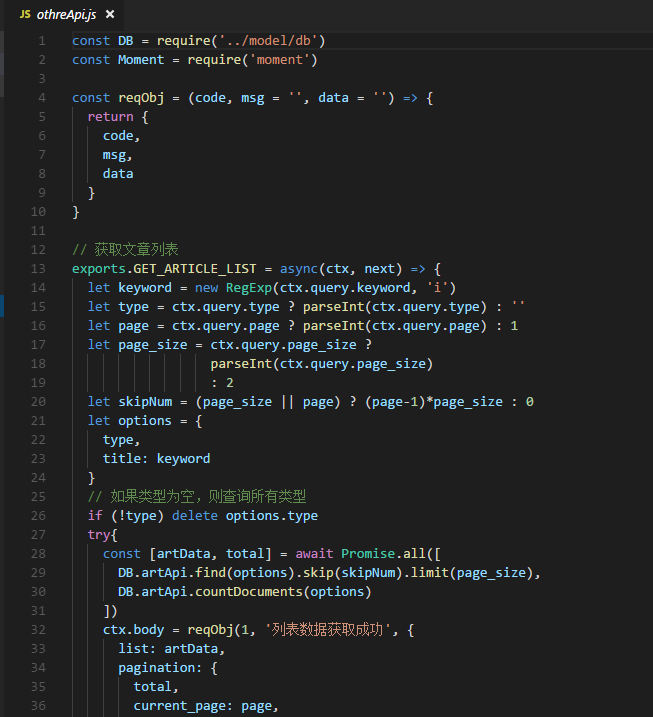 JS othreApi.js ×
1 const DB = require('../model/db')
2 const Moment = require('moment')
3
4 const reqObj = (code, msg = '', data = '') => {
5   return {
6     code,
7     msg,
8     data
9   }
10 }
11
12 // 获取文章列表
13 exports.GET_ARTICLE_LIST = async(ctx, next) => {
14   let keyword = new RegExp(ctx.query.keyword, 'i')
15   let type = ctx.query.type ? parseInt(ctx.query.type) : ''
16   let page = ctx.query.page ? parseInt(ctx.query.page) : 1
17   let page_size = ctx.query.page_size ?
18                   parseInt(ctx.query.page_size)
19                   : 2
20   let skipNum = (page_size || page) ? (page-1)*page_size : 0
21   let options = {
22     type,
23     title: keyword
24   }
25   // 如果类型为空，则查询所有类型
26   if (!type) delete options.type
27   try{
28     const [artData, total] = await Promise.all([
29       DB.artApi.find(options).skip(skipNum).limit(page_size),
30       DB.artApi.countDocuments(options)
31     ])
32     ctx.body = reqObj(1, '列表数据获取成功', {
33       list: artData,
34       pagination: {
35         total,
36         current_page: page,